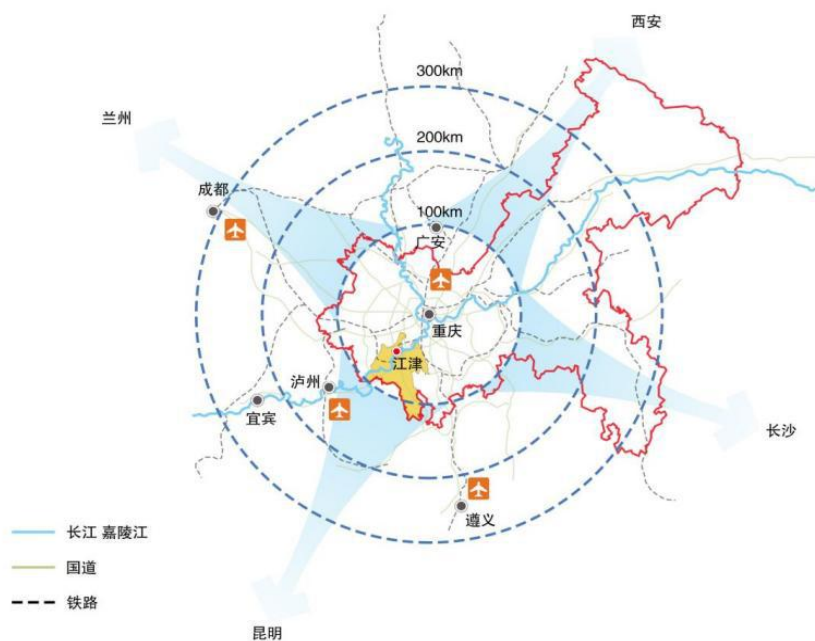 西安
300km
兰州
200km
成都
100km
广安
重庆
江津
泸州
宜宾
长沙
遵义
长江 嘉陵江
国道
铁路
昆明